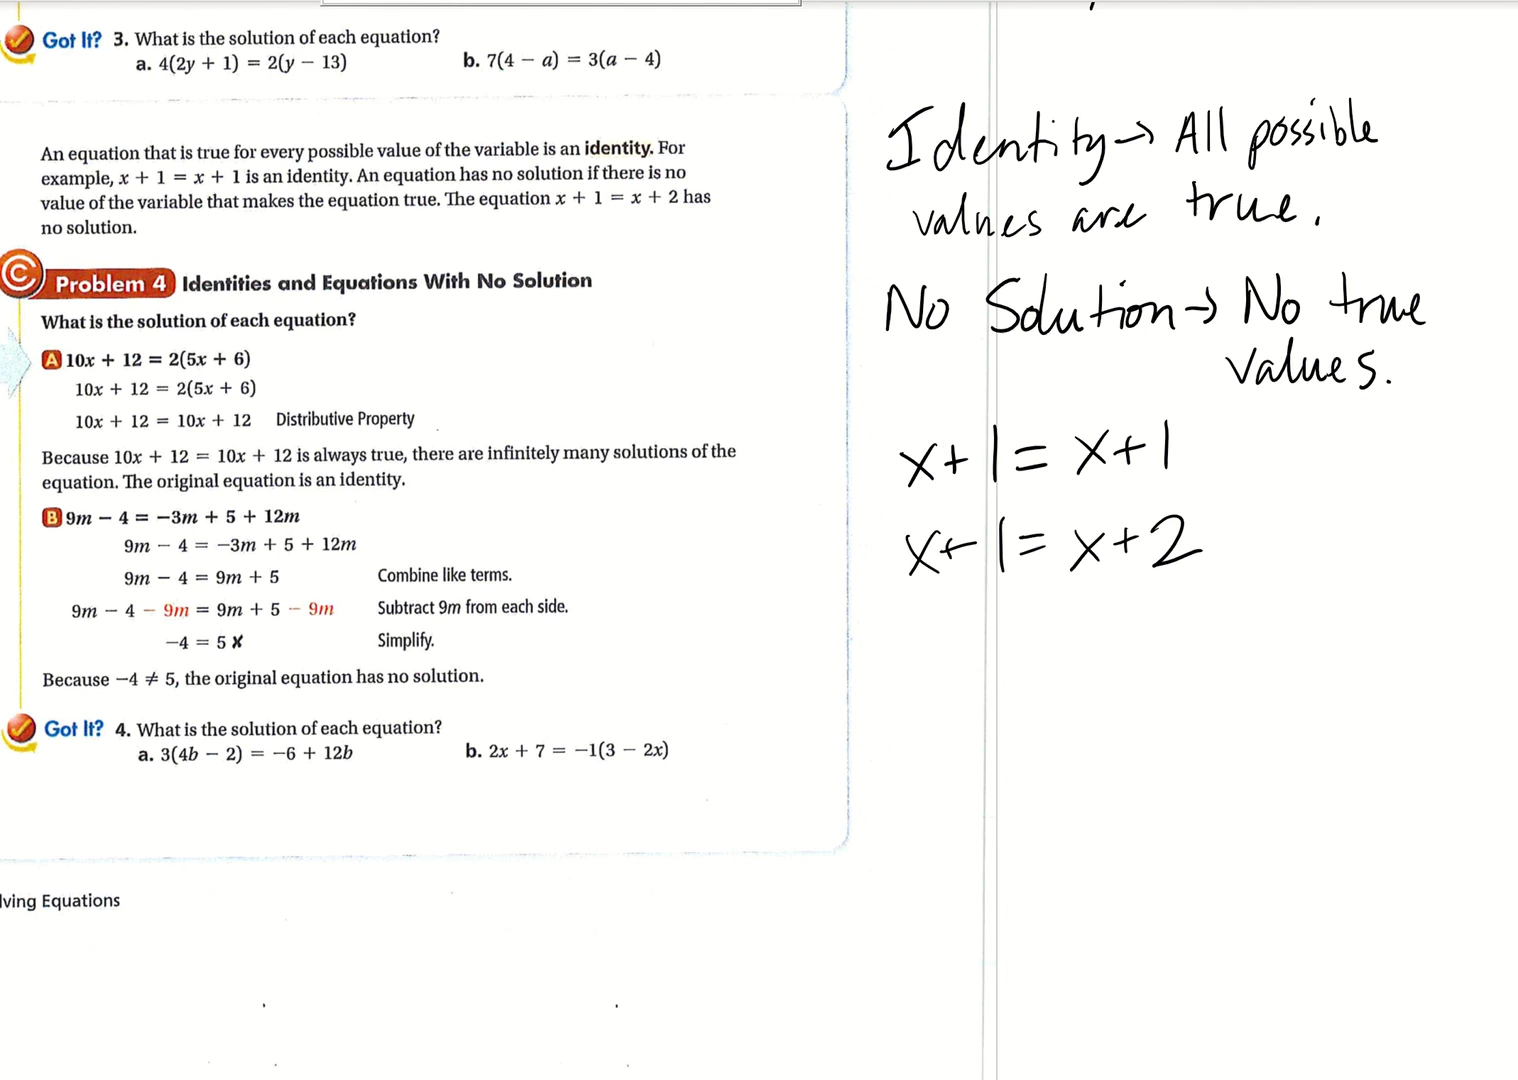 Got It? 3. What is the solution of each equation?
a. 4(2y + 1) = 2(y − 13) b. 7(4 − a) = 3(a − 4)
An equation that is true for every possible value of the variable is an identity. For
example, x + 1 = x + 1 is an identity. An equation has no solution if there is no
value of the variable that makes the equation true. The equation x + 1 = x + 2 has
no solution.
Problem 4 Identities and Equations With No Solution
What is the solution of each equation?
A 10x + 12 = 2(5x + 6)
10x + 12 = 2(5x + 6)
10x + 12 = 10x + 12 Distributive Property
Because 10x + 12 = 10x + 12 is always true, there are infinitely many solutions of the
equation. The original equation is an identity.
B 9m − 4 = −3m + 5 + 12m
9m − 4 = −3m + 5 + 12m
9m − 4 = 9m + 5 Combine like terms.
9m − 4 − 9m = 9m + 5 − 9m Subtract 9m from each side.
−4 = 5 ✗ Simplify.
Because −4 ≠ 5, the original equation has no solution.
Got It? 4. What is the solution of each equation?
a. 3(4b − 2) = −6 + 12b b. 2x + 7 = −1(3 − 2x)
lving Equations
Identity → All possible
values are true.
No Solution → No true
values.
x + 1 = x + 1
x + 1 = x + 2